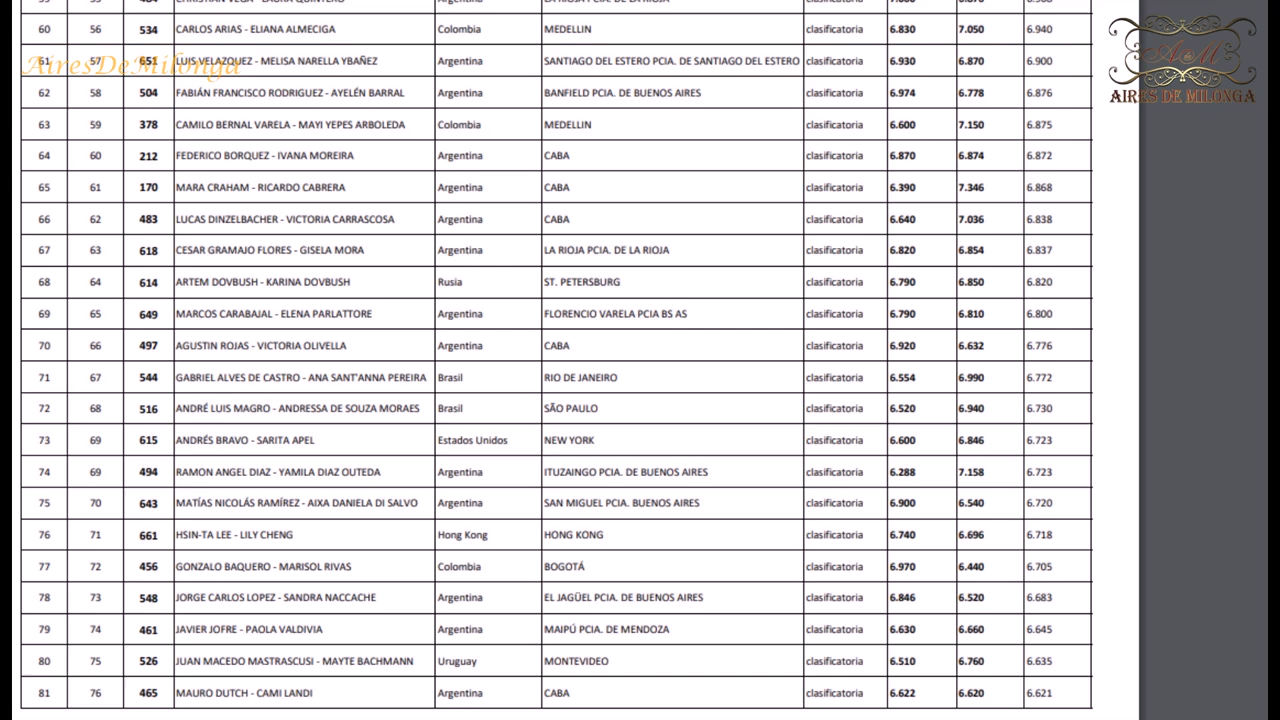 60 56 534 CARLOS ARIAS - ELIANA ALMECIGA Colombia MEDELLIN clasificatoria 6.830 7.050 6.940
61 57 651 LUIS VELAZQUEZ - MELISA NARELLA YBAÑEZ Argentina SANTIAGO DEL ESTERO PCIA. DE SANTIAGO DEL ESTERO clasificatoria 6.930 6.870 6.900
AiresDeMilonga
62 58 504 FABIÁN FRANCISCO RODRIGUEZ - AYELÉN BARRAL Argentina BANFIELD PCIA. DE BUENOS AIRES clasificatoria 6.974 6.778 6.876
AM
AIRES DE MILONGA
63 59 378 CAMILO BERNAL VARELA - MAYI YEPES ARBOLEDA Colombia MEDELLIN clasificatoria 6.600 7.150 6.875
64 60 212 FEDERICO BORQUEZ - IVANA MOREIRA Argentina CABA clasificatoria 6.870 6.874 6.872
65 61 170 MARA CRAHAM - RICARDO CABRERA Argentina CABA clasificatoria 6.390 7.346 6.868
66 62 483 LUCAS DINZELBACHER - VICTORIA CARRASCOSA Argentina CABA clasificatoria 6.640 7.036 6.838
67 63 618 CESAR GRAMAJO FLORES - GISELA MORA Argentina LA RIOJA PCIA. DE LA RIOJA clasificatoria 6.820 6.854 6.837
68 64 614 ARTEM DOVBUSH - KARINA DOVBUSH Rusia ST. PETERSBURG clasificatoria 6.790 6.850 6.820
69 65 649 MARCOS CARABAJAL - ELENA PARLATTORE Argentina FLORENCIO VARELA PCIA BS AS clasificatoria 6.790 6.810 6.800
70 66 497 AGUSTIN ROJAS - VICTORIA OLIVELLA Argentina CABA clasificatoria 6.920 6.632 6.776
71 67 544 GABRIEL ALVES DE CASTRO - ANA SANT'ANNA PEREIRA Brasil RIO DE JANEIRO clasificatoria 6.554 6.990 6.772
72 68 516 ANDRÉ LUIS MAGRO - ANDRESSA DE SOUZA MORAES Brasil SÃO PAULO clasificatoria 6.520 6.940 6.730
73 69 615 ANDRÉS BRAVO - SARITA APEL Estados Unidos NEW YORK clasificatoria 6.600 6.846 6.723
74 69 494 RAMON ANGEL DIAZ - YAMILA DIAZ OUTEDA Argentina ITUZAINGO PCIA. DE BUENOS AIRES clasificatoria 6.288 7.158 6.723
75 70 643 MATÍAS NICOLÁS RAMÍREZ - AIXA DANIELA DI SALVO Argentina SAN MIGUEL PCIA. BUENOS AIRES clasificatoria 6.900 6.540 6.720
76 71 661 HSIN-TA LEE - LILY CHENG Hong Kong HONG KONG clasificatoria 6.740 6.696 6.718
77 72 456 GONZALO BAQUERO - MARISOL RIVAS Colombia BOGOTÁ clasificatoria 6.970 6.440 6.705
78 73 548 JORGE CARLOS LOPEZ - SANDRA NACCACHE Argentina EL JAGÜEL PCIA. DE BUENOS AIRES clasificatoria 6.846 6.520 6.683
79 74 461 JAVIER JOFRE - PAOLA VALDIVIA Argentina MAIPÚ PCIA. DE MENDOZA clasificatoria 6.630 6.660 6.645
80 75 526 JUAN MACEDO MASTRASCUSI - MAYTE BACHMANN Uruguay MONTEVIDEO clasificatoria 6.510 6.760 6.635
81 76 465 MAURO DUTCH - CAMI LANDI Argentina CABA clasificatoria 6.622 6.620 6.621